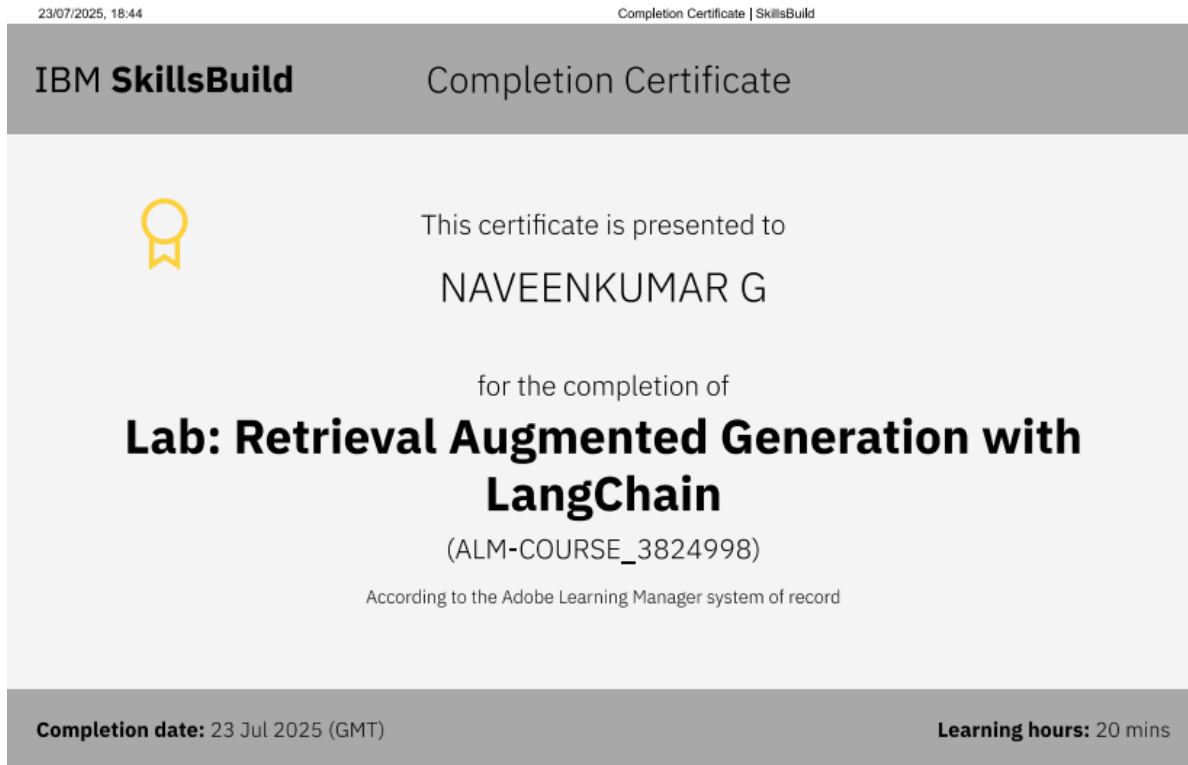 23/07/2025, 18:44 Completion Certificate | SkillsBuild
IBM SkillsBuild Completion Certificate
This certificate is presented to
NAVEENKUMAR G
for the completion of
Lab: Retrieval Augmented Generation with
LangChain
(ALM-COURSE_3824998)
According to the Adobe Learning Manager system of record
Completion date: 23 Jul 2025 (GMT) Learning hours: 20 mins